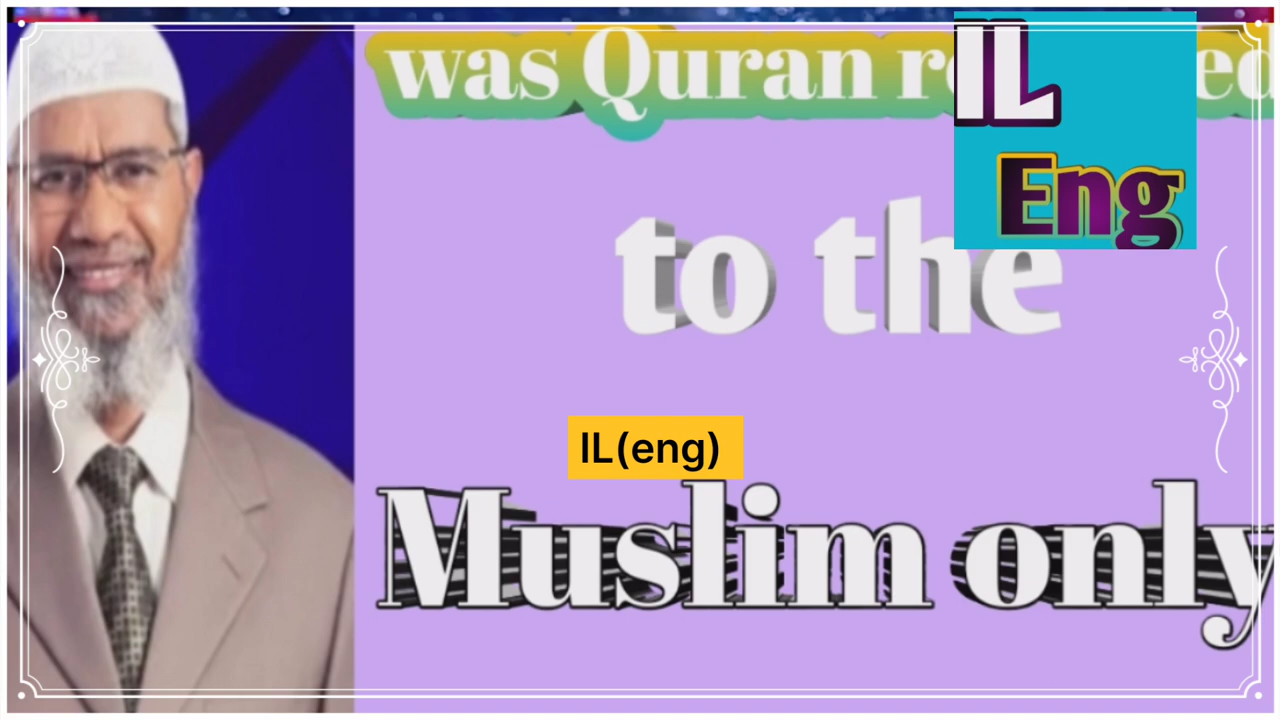 was Quran
IL
Eng
to the
IL(eng)
Muslim only